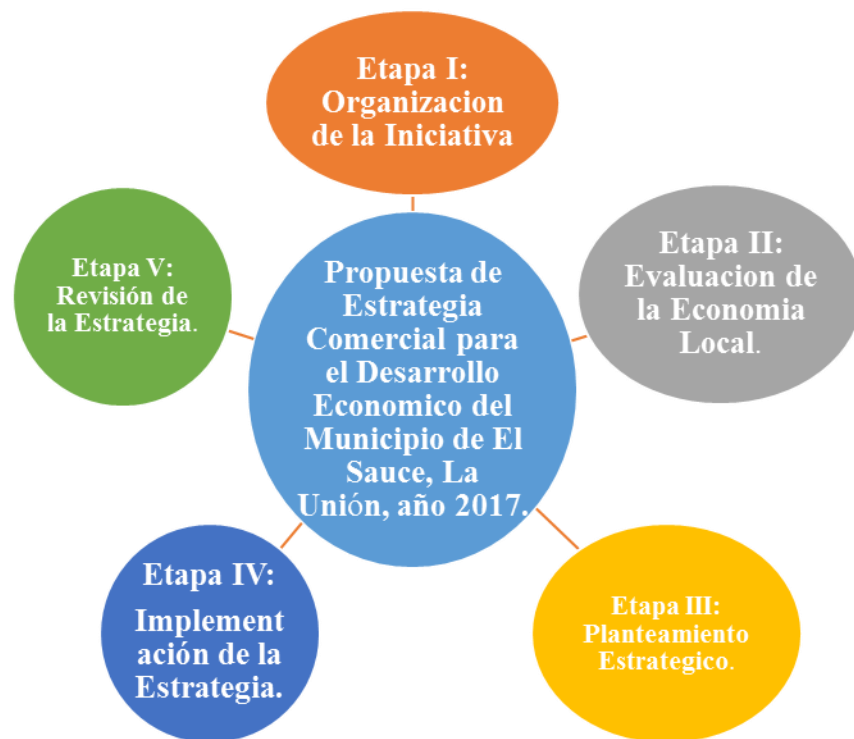 Etapa I:
Organizacion
de la Iniciativa
Etapa II:
Evaluacion de
la Economia
Local.
Etapa III:
Planteamiento
Estrategico.
Etapa IV:
Implement
ación de la
Estrategia.
Etapa V:
Revisión de
la Estrategia.
Propuesta de
Estrategia
Comercial para
el Desarrollo
Economico del
Municipio de El
Sauce, La
Unión, año 2017.